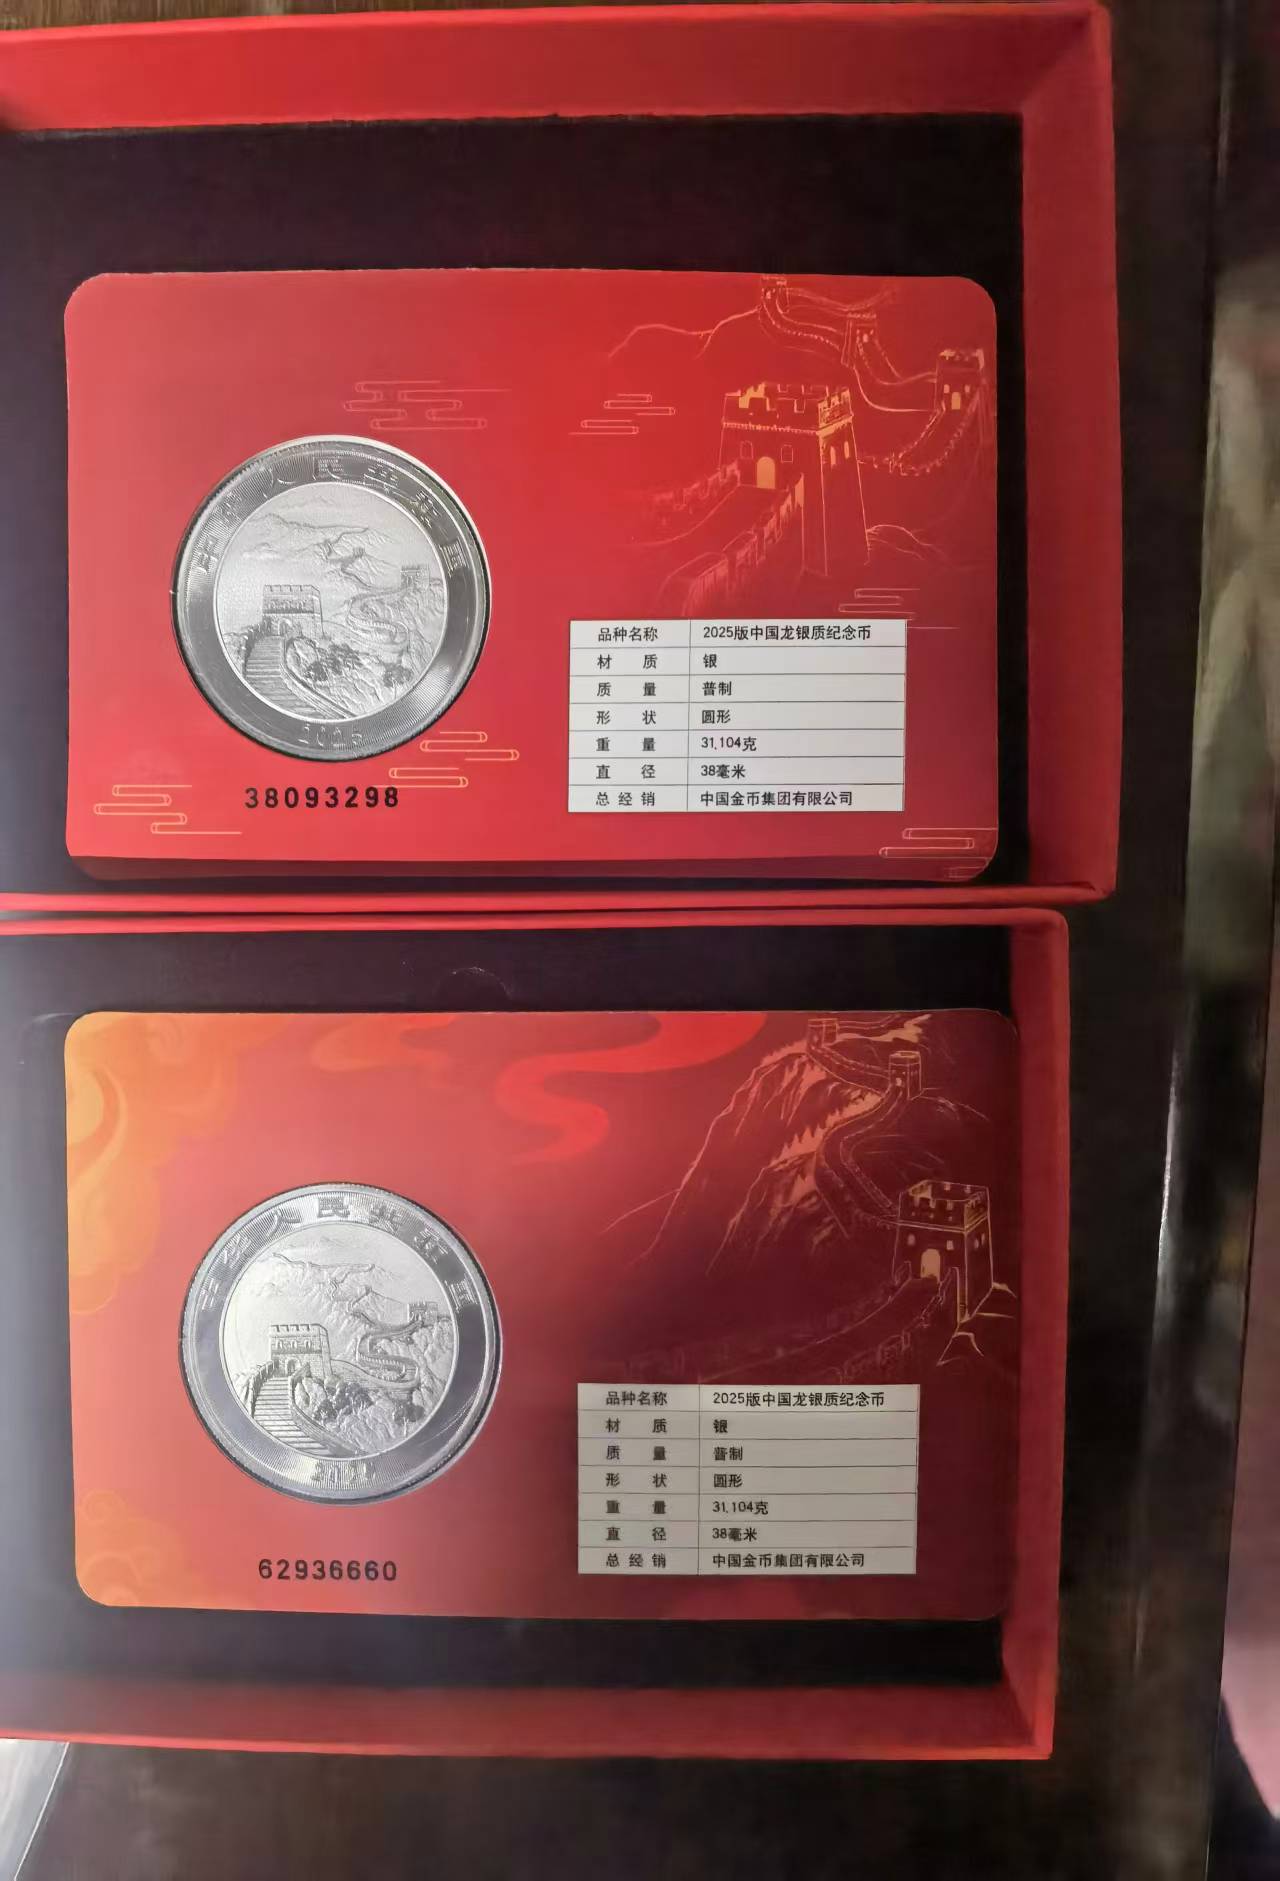 中华人民共和国
2025
38093298
品种名称 2025版中国龙银质纪念币
材 质 银
质 量 普制
形 状 圆形
重 量 31.104克
直 径 38毫米
总经销 中国金币集团有限公司
中华人民共和国
62936660
品种名称 2025版中国龙银质纪念币
材 质 银
质 量 普制
形 状 圆形
重 量 31.104克
直 径 38毫米
总经销 中国金币集团有限公司